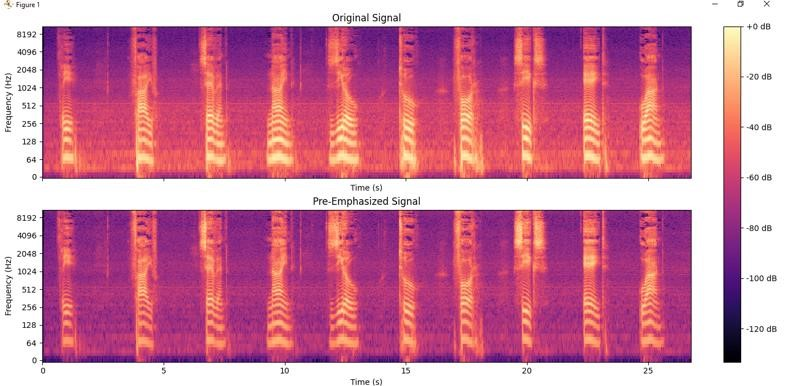 Figure 1
Original Signal
+0 dB
8192
4096
-20 dB
2048
1024
512
-40 dB
256
128
64
0
Frequency (Hz)
-60 dB
Time (s)
Pre-Emphasized Signal
8192
-80 dB
4096
2048
1024
-100 dB
512
256
128
-120 dB
64
0
Frequency (Hz)
0 5 10 15 20 25
Time (s)